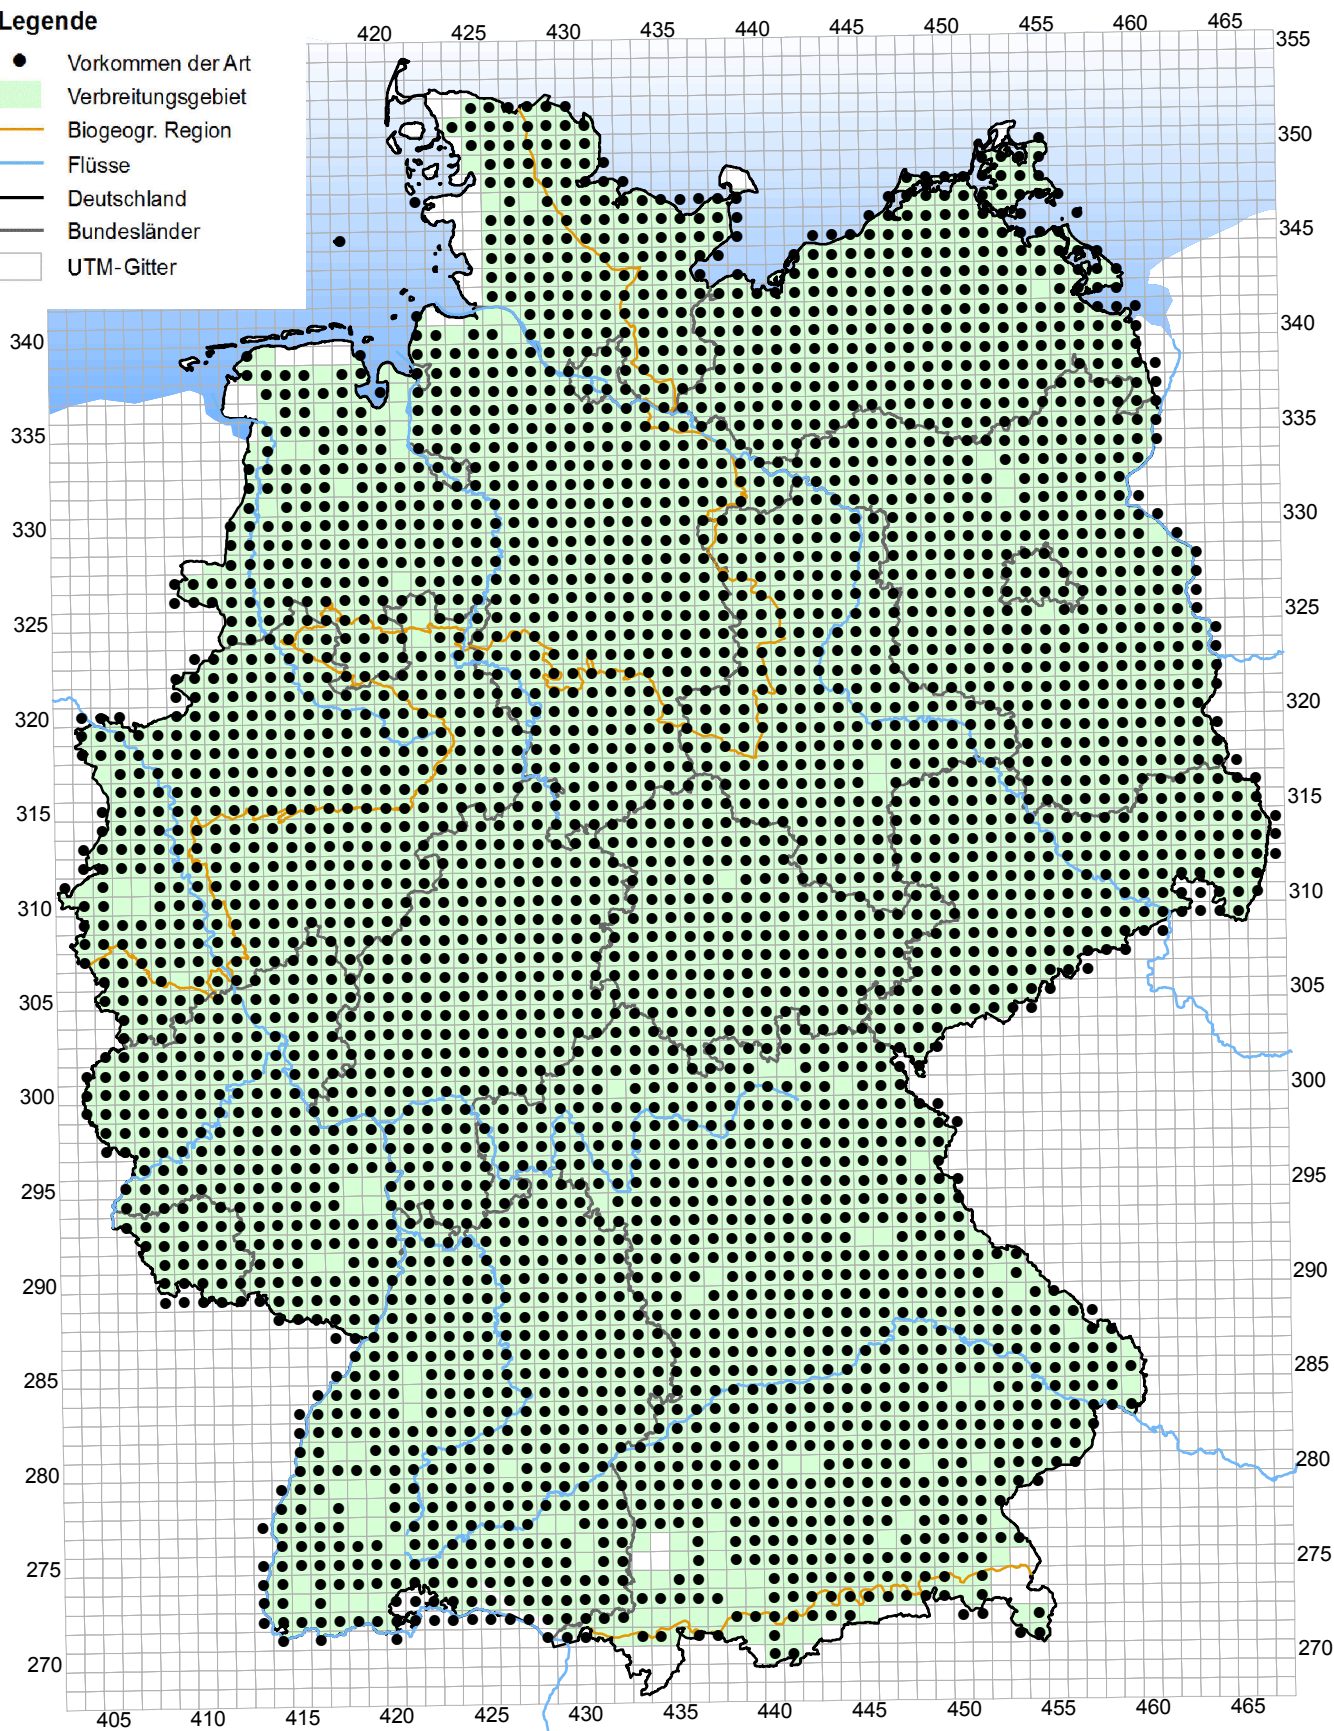 Legende
Vorkommen der Art
Verbreitungsgebiet
Biogeogr. Region
Flüsse
Deutschland
Bundesländer
UTM-Gitter
420 425 430 435 440 445 450 455 460 465
355
350
345
340 340
335 335
330 330
325 325
320 320
315 315
310 310
305 305
300 300
295 295
290 290
285 285
280 280
275 275
270 270
405 410 415 420 425 430 435 440 445 450 455 460 465